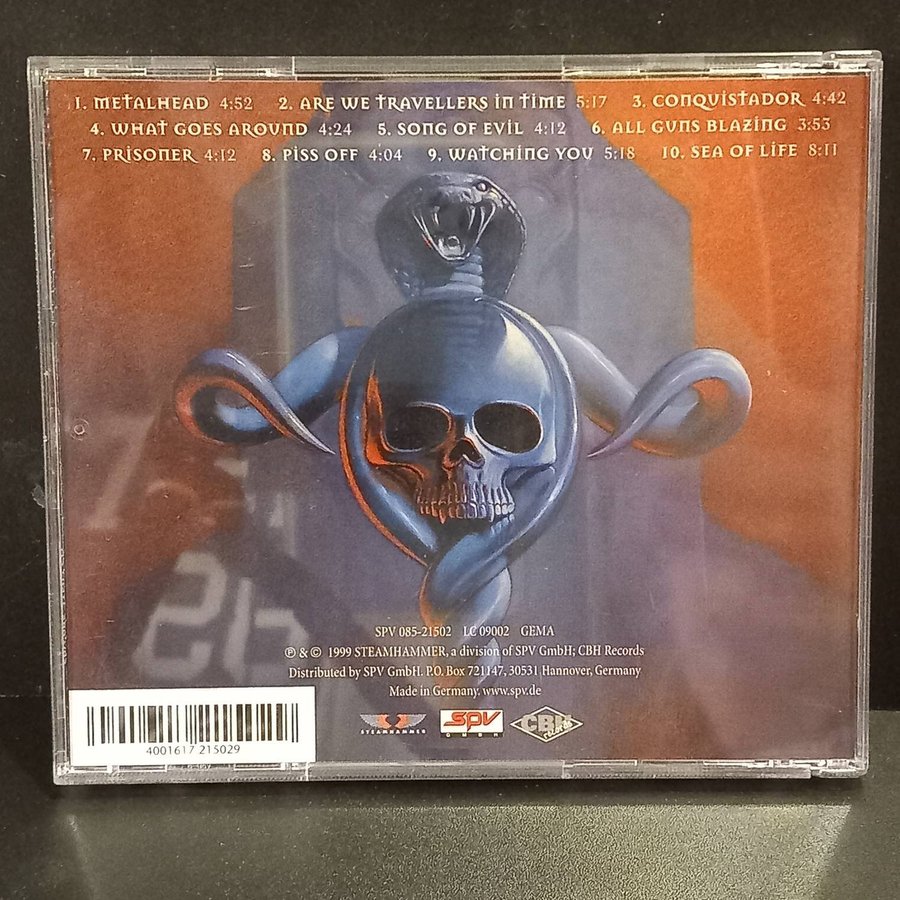 1. METALHEAD 4:52 2. ARE WE TRAVELLERS IN TIME 5:17 3. CONQUISTADOR 4:42
4. WHAT GOES AROUND 4:24 5. SONG OF EVIL 4:12 6. ALL GUNS BLAZING 3:53
7. PRISONER 4:12 8. PISS OFF 4:04 9. WATCHING YOU 5:18 10. SEA OF LIFE 8:11
SPV 085-21502 LC 09002 GEMA
℗ & © 1999 STEAMHAMMER, a division of SPV GmbH; CBH Records
Distributed by SPV GmbH. P.O. Box 721147, 30531 Hannover, Germany
Made in Germany, www.spv.de
STEAMHAMMER
SPV
GMBH
CBH
RECORDS
4001617 215029